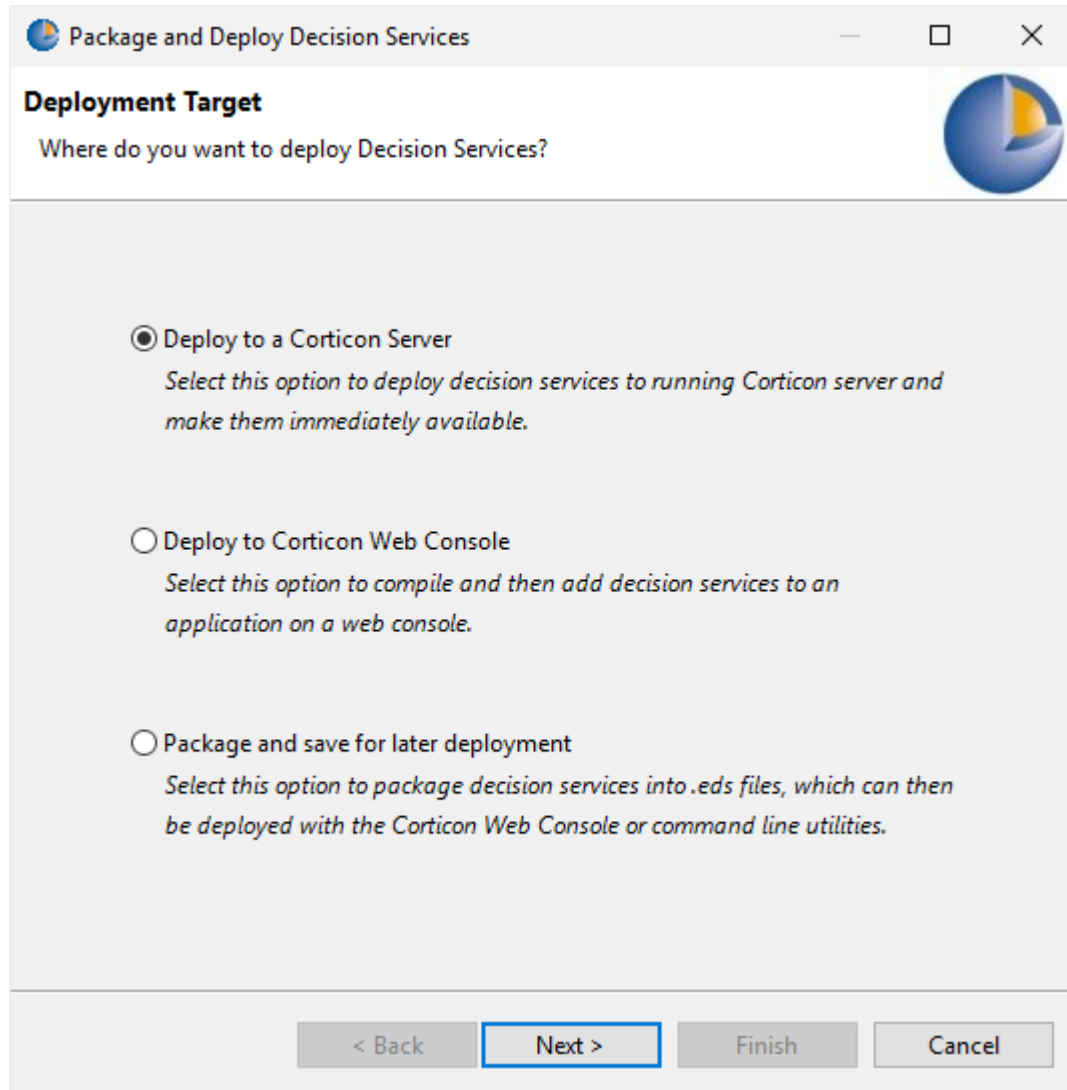 Package and Deploy Decision Services
Deployment Target
Where do you want to deploy Decision Services?
Deploy to a Corticon Server
Select this option to deploy decision services to running Corticon server and
make them immediately available.
Deploy to Corticon Web Console
Select this option to compile and then add decision services to an
application on a web console.
Package and save for later deployment
Select this option to package decision services into .eds files, which can then
be deployed with the Corticon Web Console or command line utilities.
< Back Next > Finish Cancel